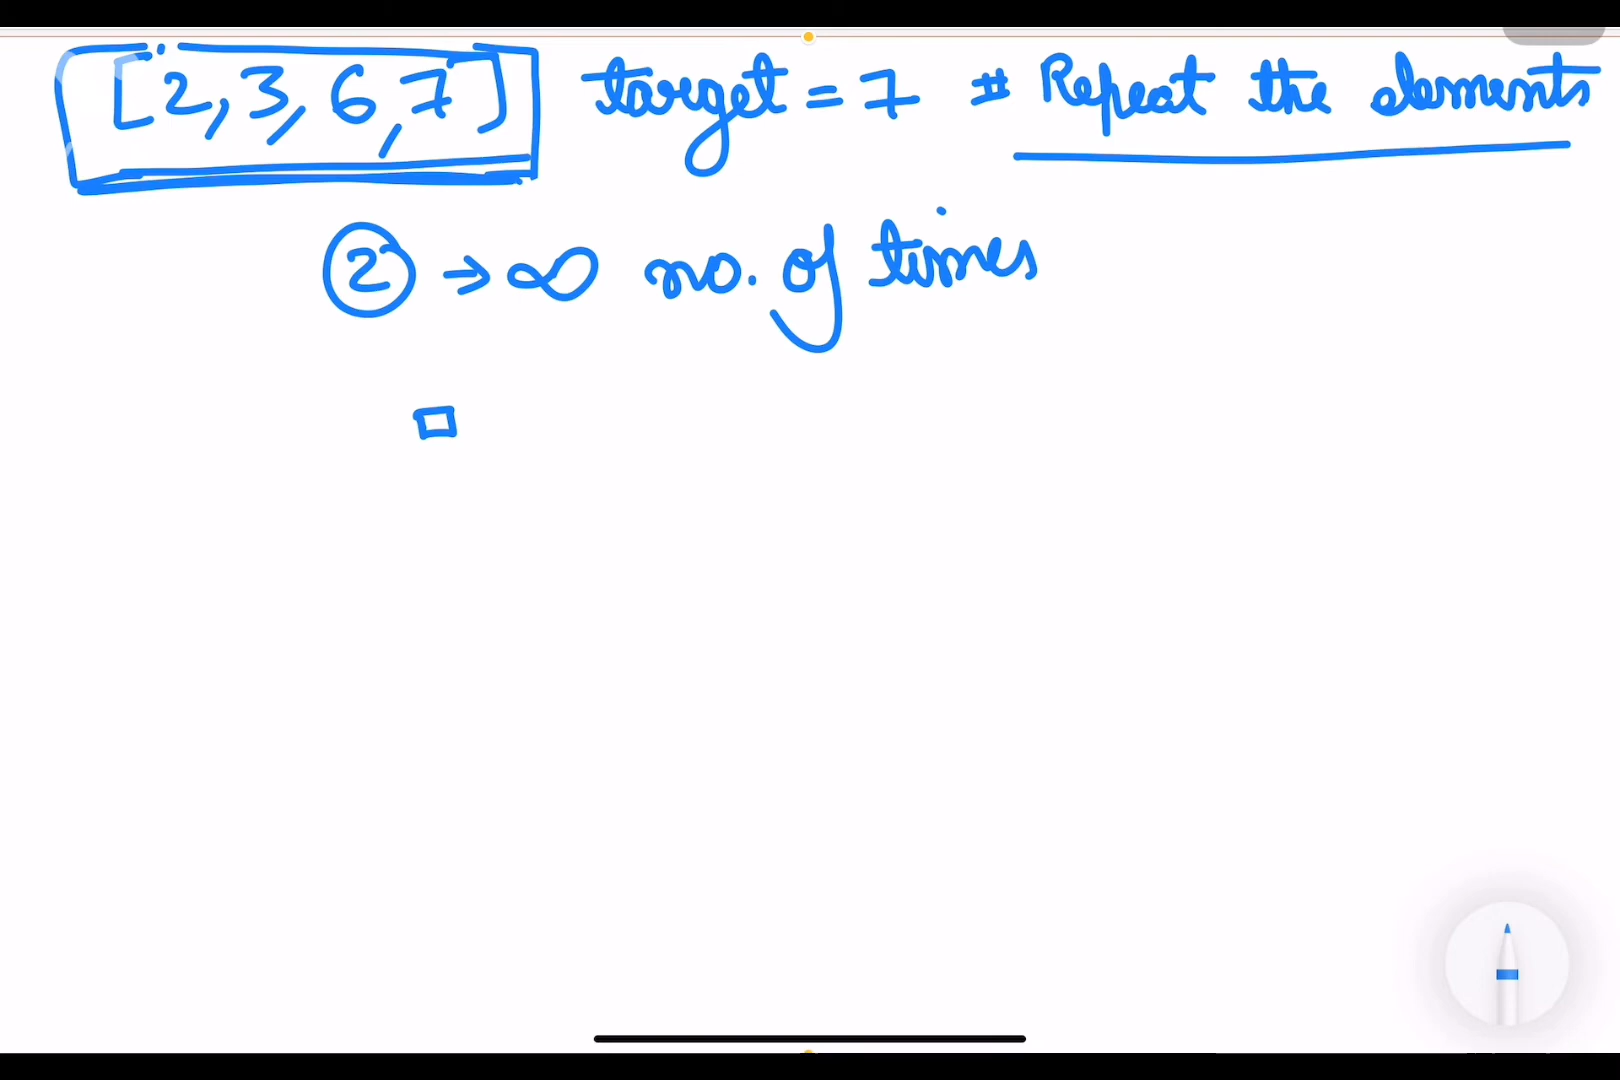 [2, 3, 6, 7] target = 7 # Repeat the elements
2 → ∞ no. of times